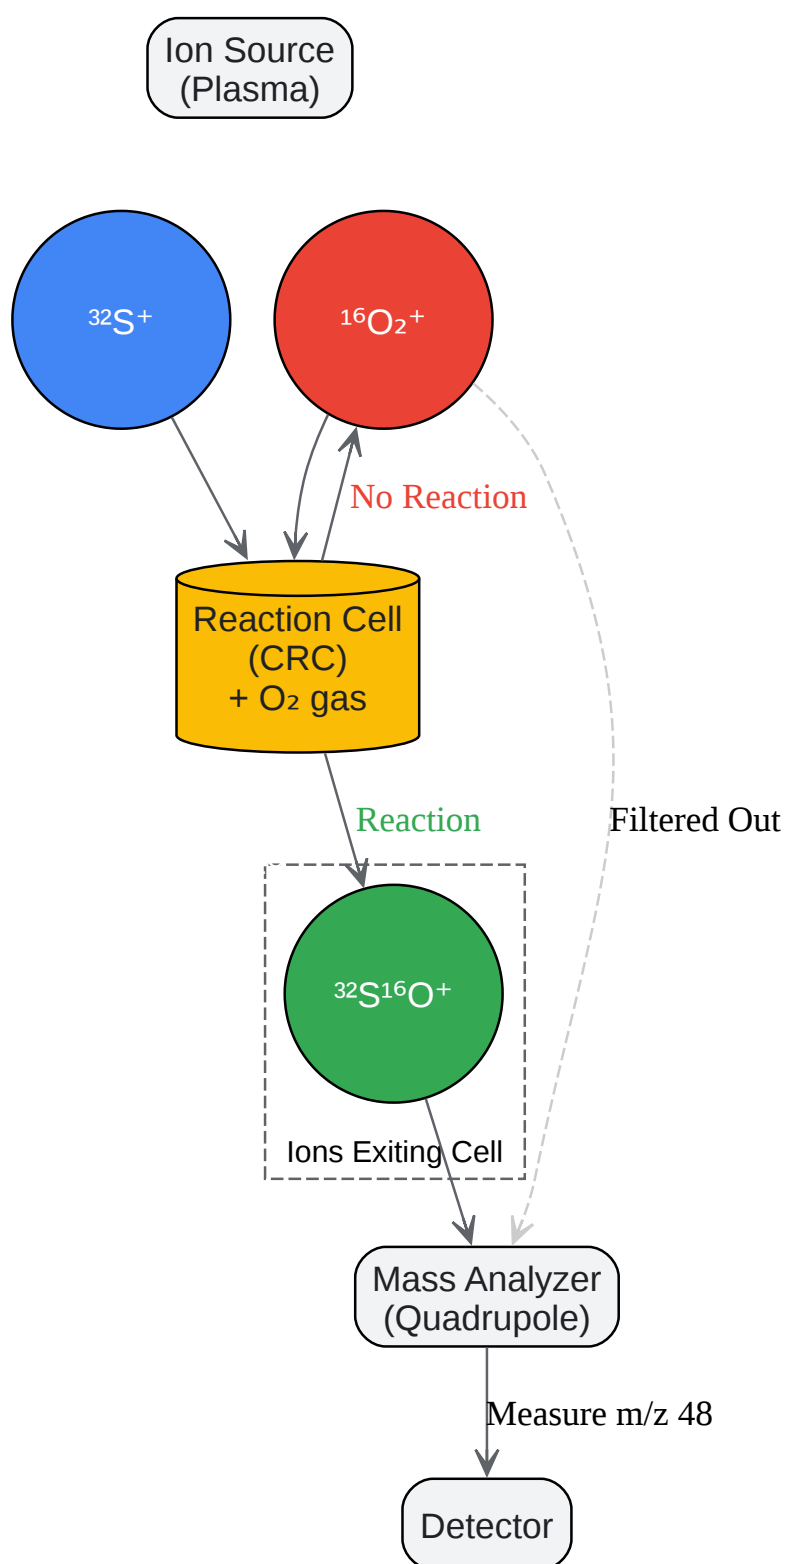 Ion Source
(Plasma)
³²S⁺
¹⁶O₂⁺
No Reaction
Reaction Cell
(CRC)
+ O₂ gas
Reaction
Filtered Out
³²S¹⁶O⁺
Ions Exiting Cell
Mass Analyzer
(Quadrupole)
Measure m/z 48
Detector